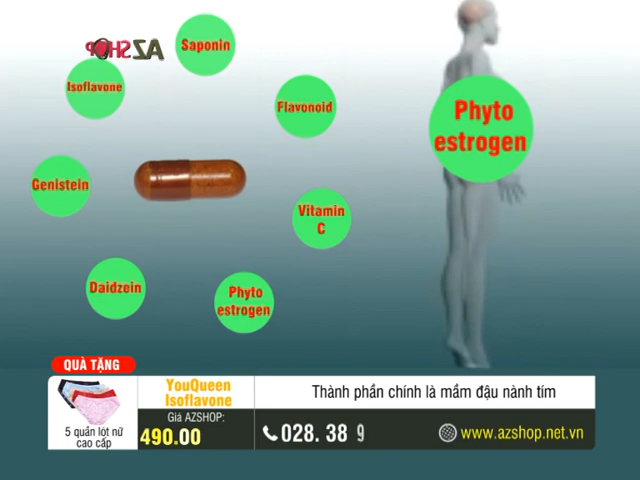 AZSHOP
Saponin
Isoflavone
Flavonoid
Phyto
estrogen
Genistein
Vitamin
C
Daidzein
Phyto
estrogen
QUÀ TẶNG
5 quần lót nữ
cao cấp
YouQueen
Isoflavone
Giá AZSHOP:
490.00
Thành phần chính là mầm đậu nành tím
028. 38 9
www.azshop.net.vn